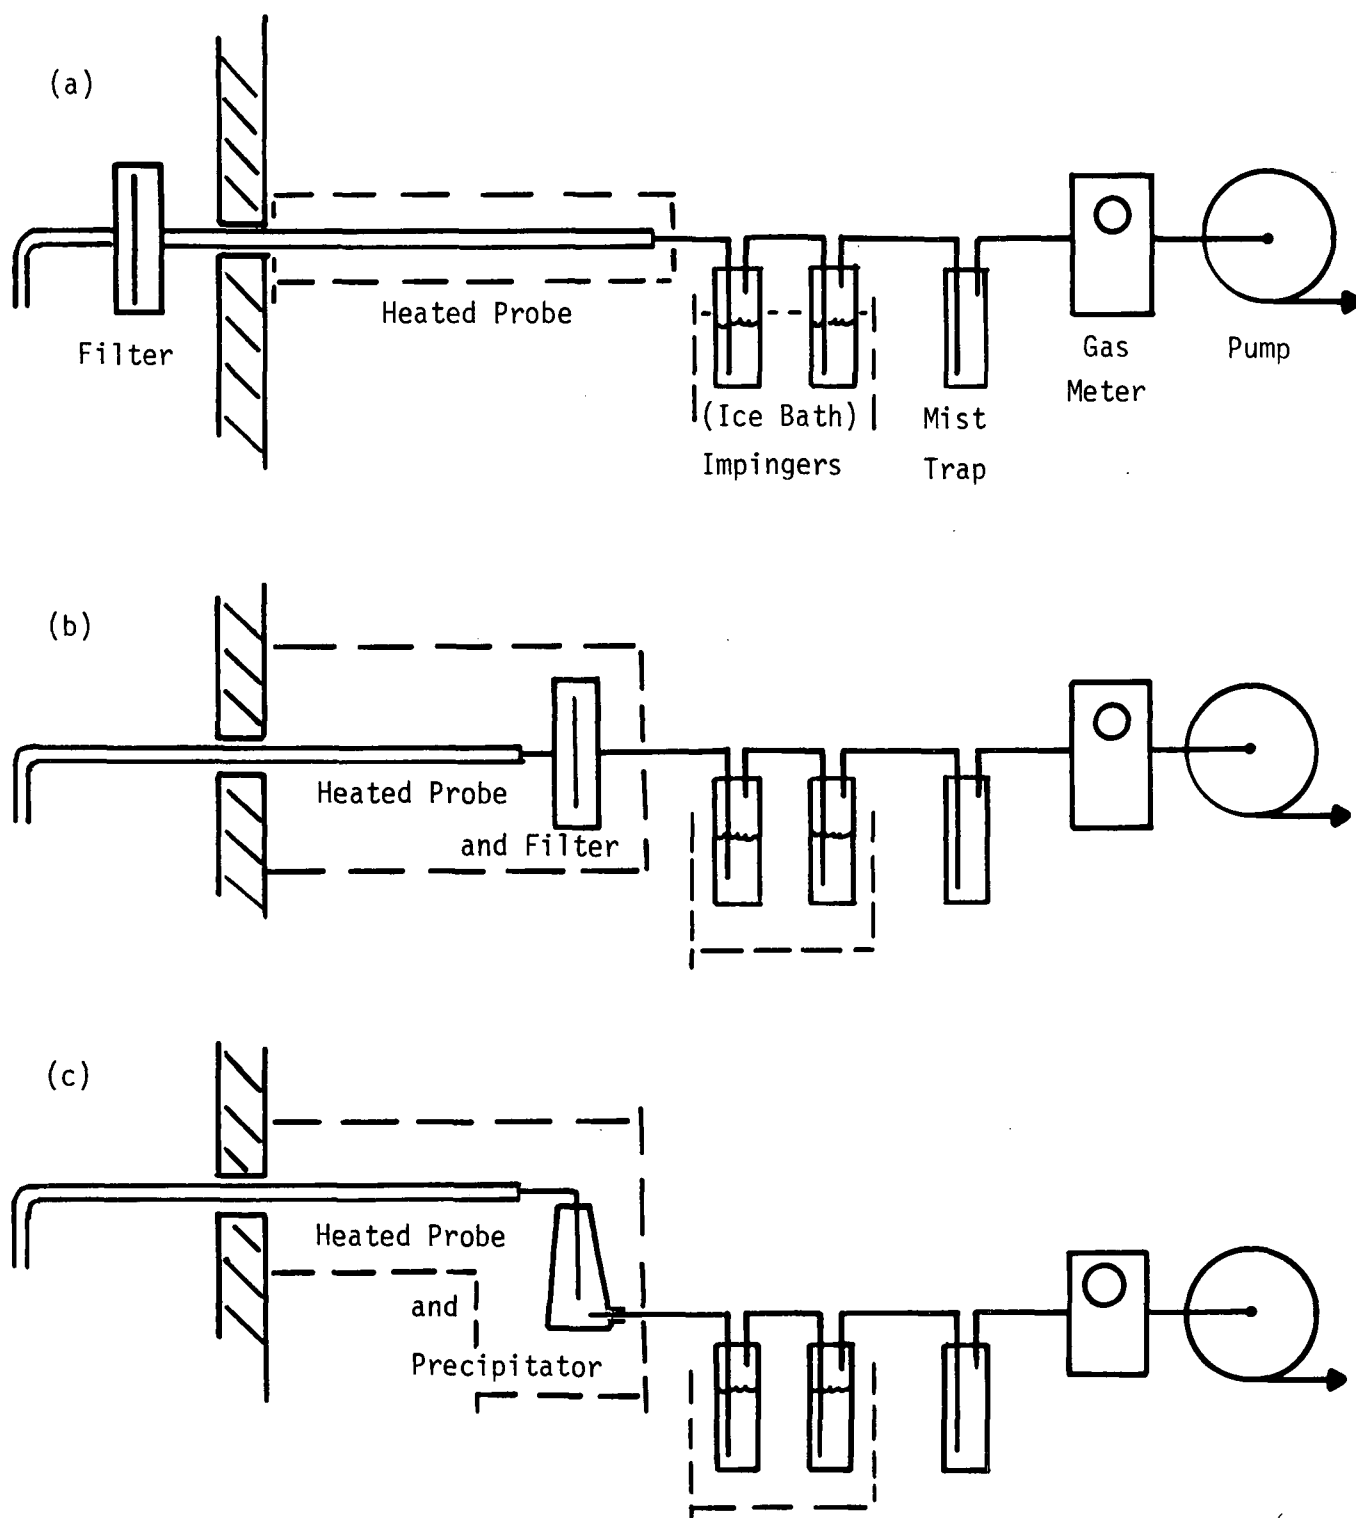 (a)
Filter
Heated Probe
(Ice Bath)
Impingers
Mist
Trap
Gas
Meter
Pump
(b)
Heated Probe
and Filter
(c)
Heated Probe
and
Precipitator